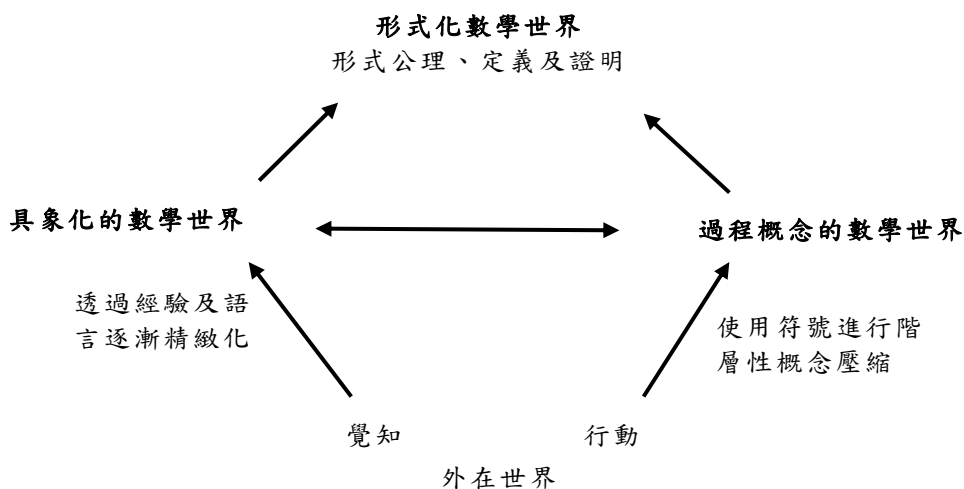 形式化數學世界
形式公理、定義及證明
具象化的數學世界
過程概念的數學世界
透過經驗及語
言逐漸精緻化
使用符號進行階
層性概念壓縮
覺知
行動
外在世界